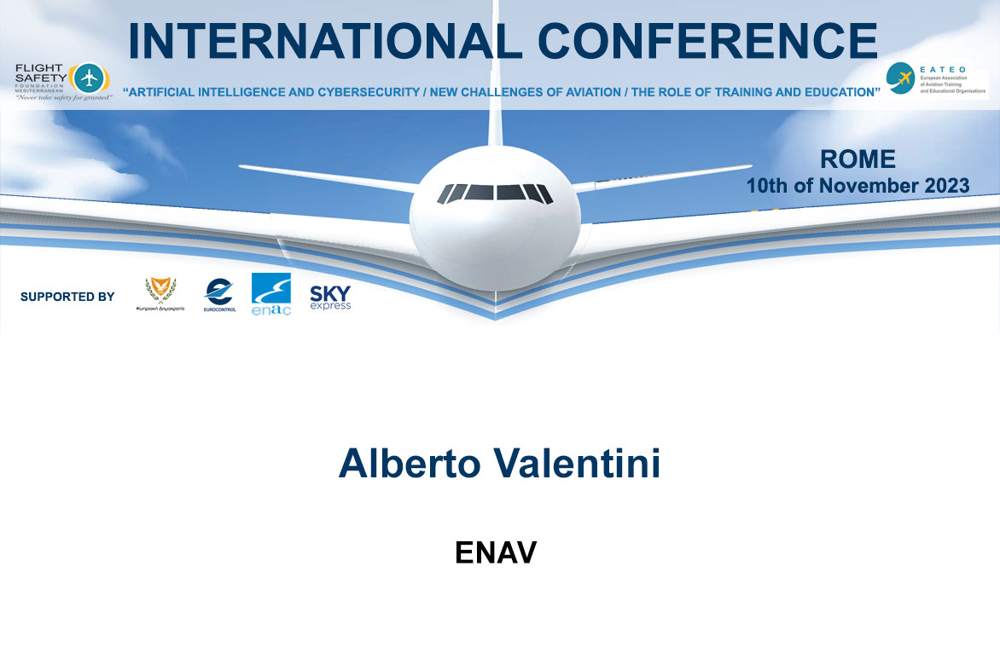 INTERNATIONAL CONFERENCE
FLIGHT
SAFETY
FOUNDATION
MEDITERRANEAN
"Never take safety for granted"
“ARTIFICIAL INTELLIGENCE AND CYBERSECURITY / NEW CHALLENGES OF AVIATION / THE ROLE OF TRAINING AND EDUCATION”
EATEO
European Association
of Aviation Training
and Educational Organisations
ROME
10th of November 2023
SUPPORTED BY
Κυπριακή Δημοκρατία
EUROCONTROL
enac
SKY
express
Alberto Valentini
ENAV